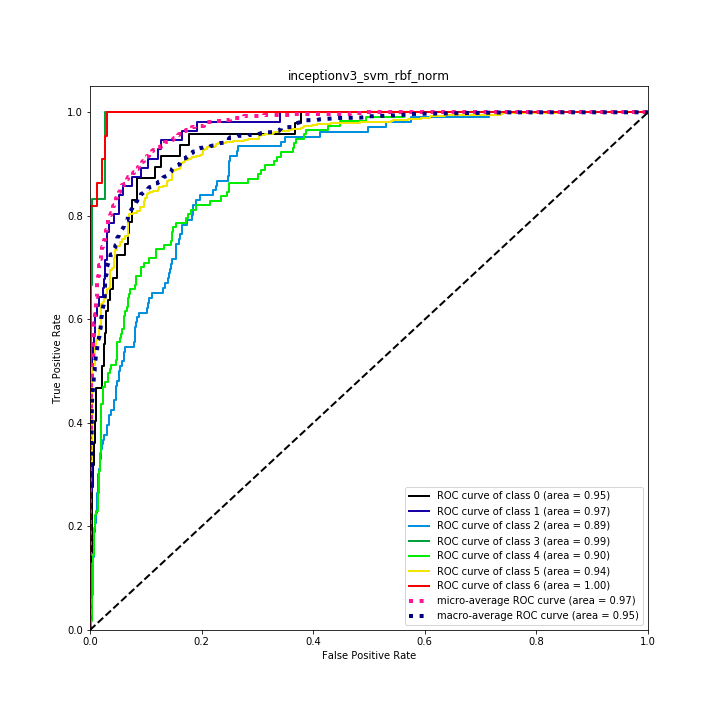 inceptionv3_svm_rbf_norm
1.0
0.8
0.6
0.4
0.2
0.0
True Positive Rate
ROC curve of class 0 (area = 0.95)
ROC curve of class 1 (area = 0.97)
ROC curve of class 2 (area = 0.89)
ROC curve of class 3 (area = 0.99)
ROC curve of class 4 (area = 0.90)
ROC curve of class 5 (area = 0.94)
ROC curve of class 6 (area = 1.00)
micro-average ROC curve (area = 0.97)
macro-average ROC curve (area = 0.95)
0.0 0.2 0.4 0.6 0.8 1.0
False Positive Rate